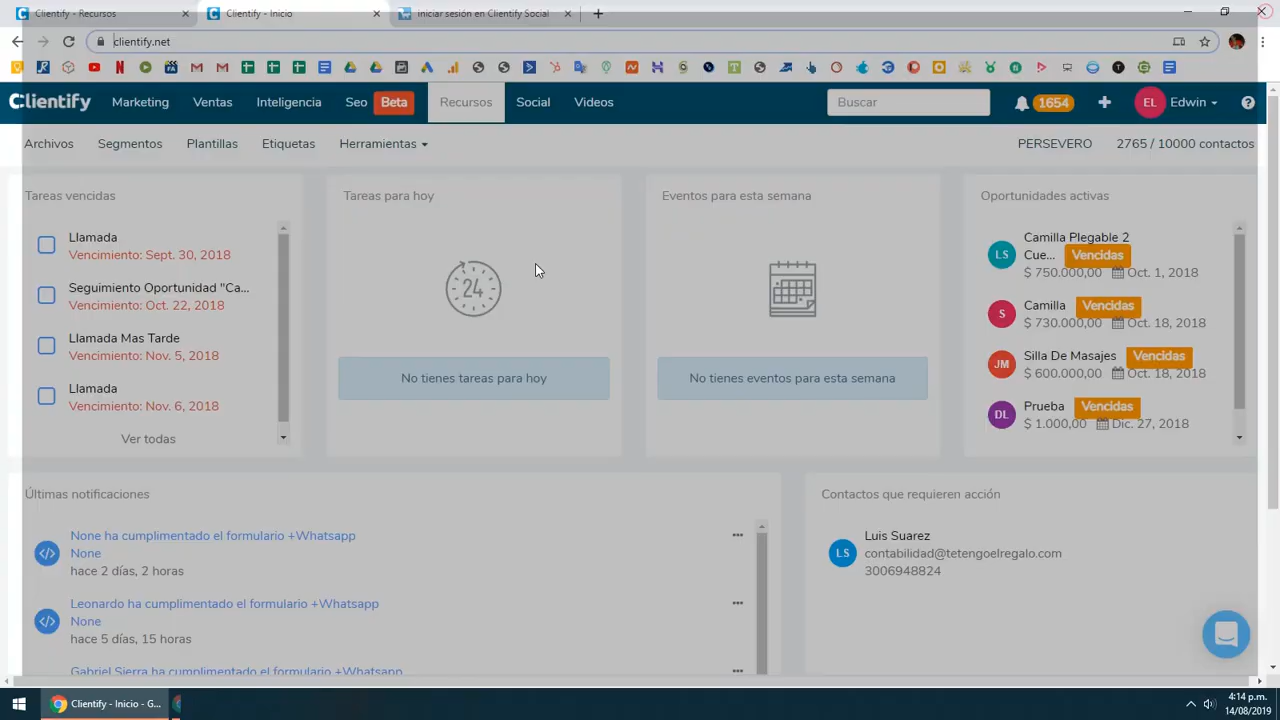 Clientify - Recursos
Clientify - Inicio
iniciar sesión en Clientify Social
clientify.net
Clientify
Marketing
Ventas
Inteligencia
Seo Beta
Recursos
Social
Videos
Buscar
1654
EL
Edwin
Archivos
Segmentos
Plantillas
Etiquetas
Herramientas
PERSEVERO
2765 / 10000 contactos
Tareas vencidas
Llamada
Vencimiento: Sept. 30, 2018
Seguimiento Oportunidad "Ca...
Vencimiento: Oct. 22, 2018
Llamada Mas Tarde
Vencimiento: Nov. 5, 2018
Llamada
Vencimiento: Nov. 6, 2018
Ver todas
Tareas para hoy
24
No tienes tareas para hoy
Eventos para esta semana
No tienes eventos para esta semana
Oportunidades activas
LS
Camilla Plegable 2
Cue... Vencidas
$ 750.000,00 Oct. 1, 2018
S
Camilla Vencidas
$ 730.000,00 Oct. 18, 2018
JM
Silla De Masajes Vencidas
$ 600.000,00 Oct. 18, 2018
DL
Prueba Vencidas
$ 1.000,00 Dic. 27, 2018
Últimas notificaciones
None ha cumplimentado el formulario +Whatsapp
None
hace 2 días, 2 horas
Leonardo ha cumplimentado el formulario +Whatsapp
None
hace 5 días, 15 horas
Gabriel Sierra ha cumplimentado el formulario +Whatsapp
Contactos que requieren acción
LS
Luis Suarez
contabilidad@tetengoelregalo.com
3006948824
Clientify - Inicio - G...
4:14 p.m.
14/08/2019